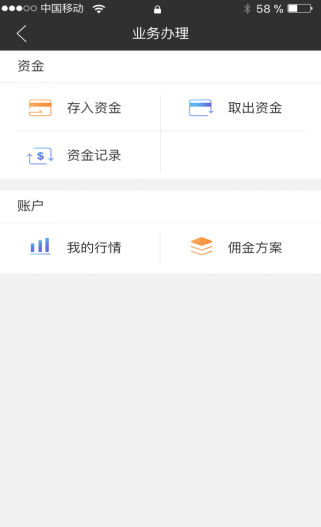 中国移动 58 %
业务办理
资金
存入资金 取出资金
资金记录
账户
我的行情 佣金方案